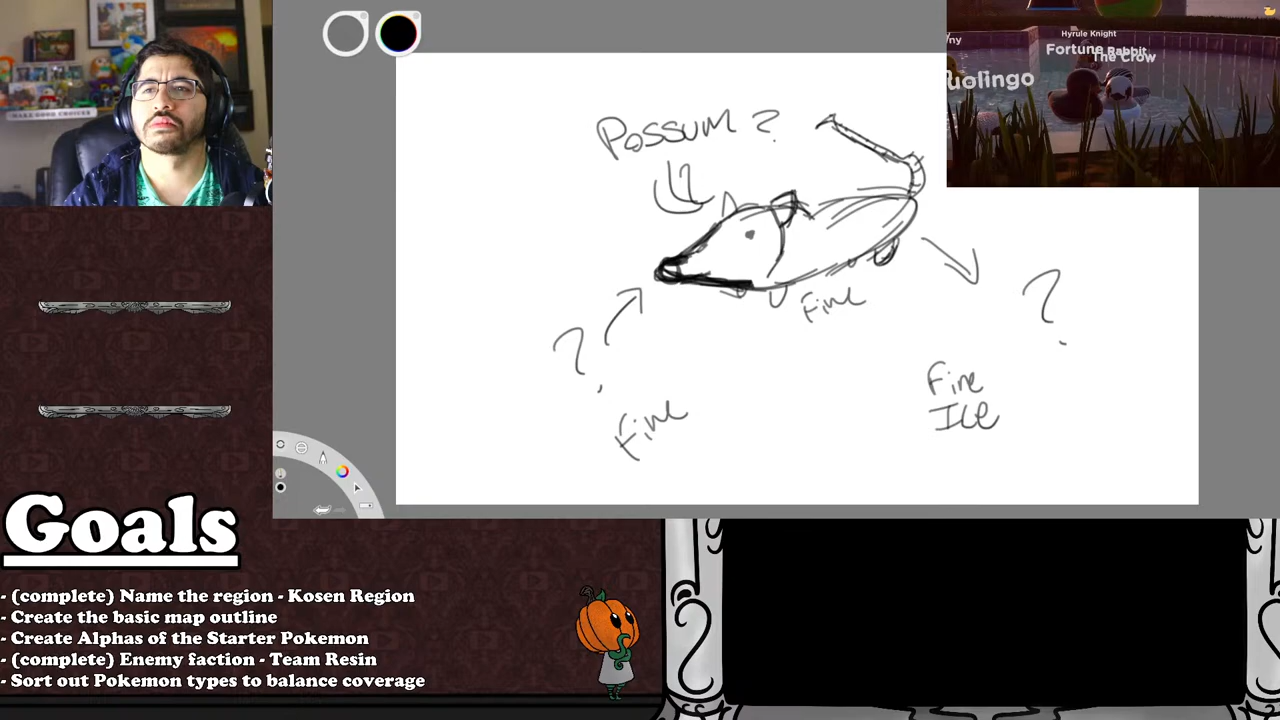 Hyrule Knight
Fortune Rabbit
The Crow
uolingo
ny
Possum?
?
Fire
?
Fire
Fire
ICE
Goals
- (complete) Name the region - Kosen Region
- Create the basic map outline
- Create Alphas of the Starter Pokemon
- (complete) Enemy faction - Team Resin
- Sort out Pokemon types to balance coverage